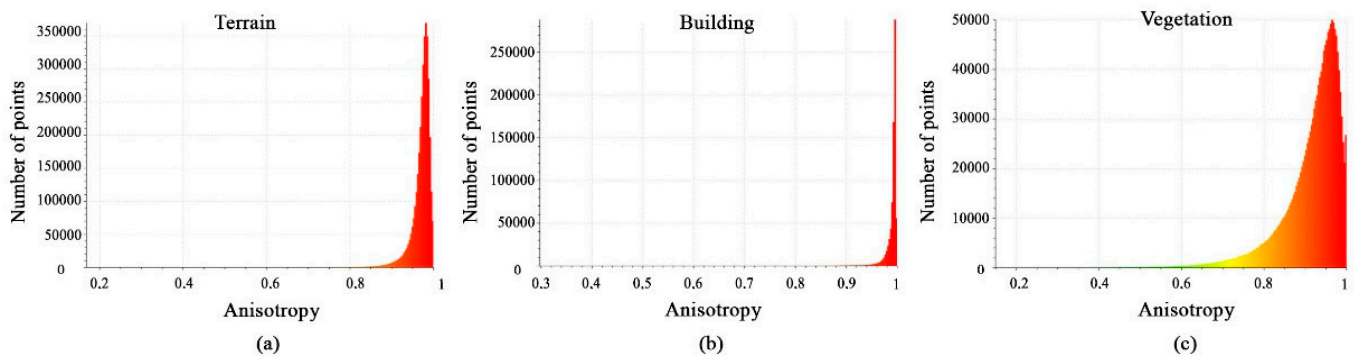 Terrain
Number of points
350000
300000
250000
200000
150000
100000
50000
0
0.2 0.4 0.6 0.8 1
Anisotropy
(a)
Building
Number of points
250000
200000
150000
100000
50000
0.3 0.4 0.5 0.6 0.7 0.8 0.9 1
Anisotropy
(b)
Vegetation
Number of points
50000
40000
30000
20000
10000
0
0.2 0.4 0.6 0.8 1
Anisotropy
(c)